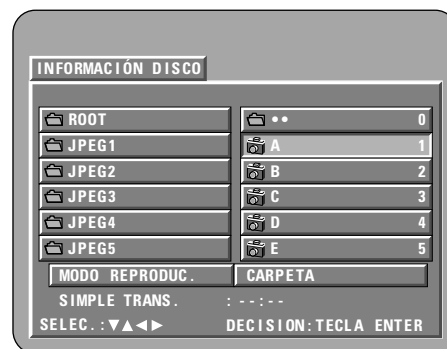 INFORMACIÓN DISCO
ROOT •• 0
JPEG1 A 1
JPEG2 B 2
JPEG3 C 3
JPEG4 D 4
JPEG5 E 5
MODO REPRODUC. CARPETA
SIMPLE TRANS. : --:--
SELEC.:▼▲◄► DECISION:TECLA ENTER